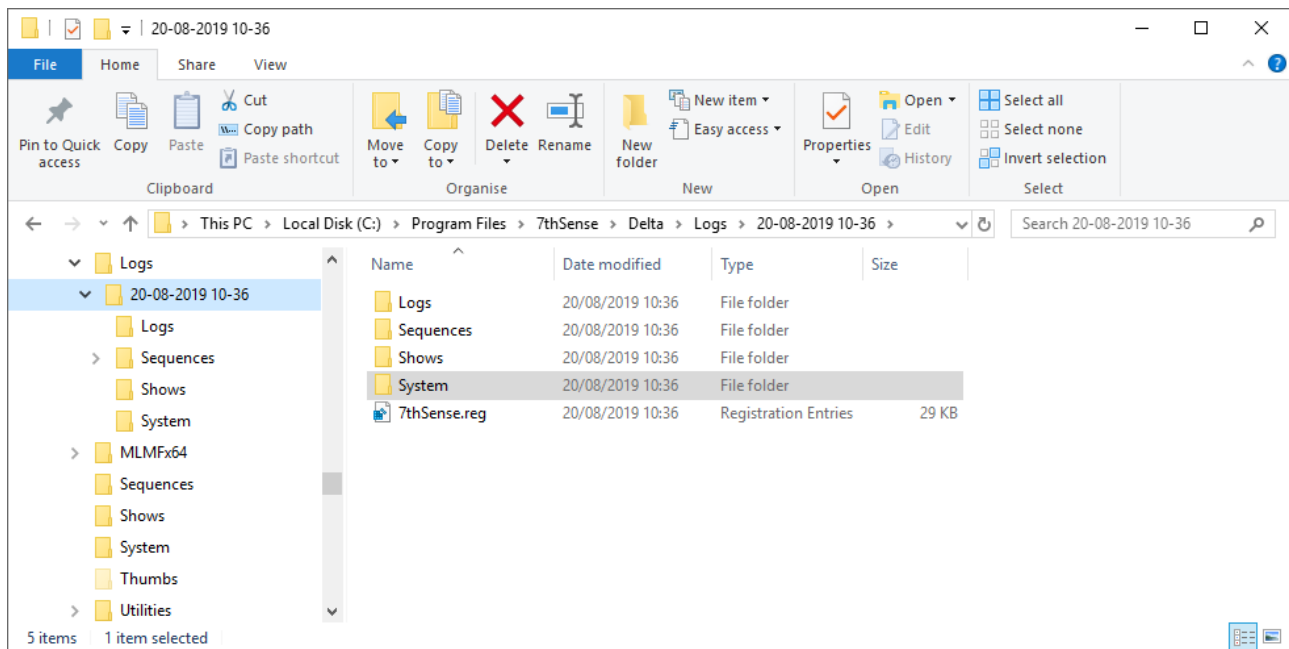 20-08-2019 10-36
File Home Share View
Pin to Quick access
Copy
Paste
Cut
Copy path
Paste shortcut
Clipboard
Move to
Copy to
Delete
Rename
Organise
New folder
New item
Easy access
New
Properties
Open
Edit
History
Open
Select all
Select none
Invert selection
Select
This PC > Local Disk (C:) > Program Files > 7thSense > Delta > Logs > 20-08-2019 10-36 >
Search 20-08-2019 10-36
Logs
20-08-2019 10-36
Logs
Sequences
Shows
System
MLMFx64
Sequences
Shows
System
Thumbs
Utilities
Name Date modified Type Size
Logs 20/08/2019 10:36 File folder
Sequences 20/08/2019 10:36 File folder
Shows 20/08/2019 10:36 File folder
System 20/08/2019 10:36 File folder
7thSense.reg 20/08/2019 10:36 Registration Entries 29 KB
5 items 1 item selected